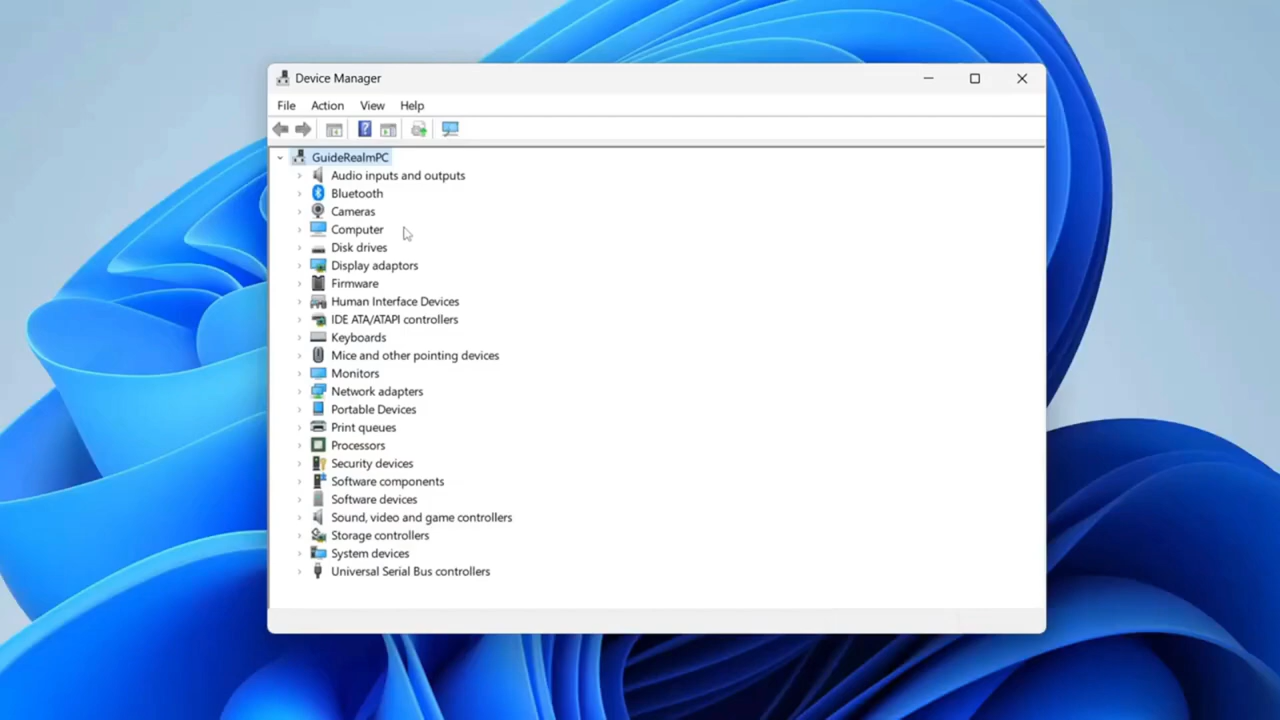 Device Manager
File Action View Help
GuideRealmPC
Audio inputs and outputs
Bluetooth
Cameras
Computer
Disk drives
Display adaptors
Firmware
Human Interface Devices
IDE ATA/ATAPI controllers
Keyboards
Mice and other pointing devices
Monitors
Network adapters
Portable Devices
Print queues
Processors
Security devices
Software components
Software devices
Sound, video and game controllers
Storage controllers
System devices
Universal Serial Bus controllers